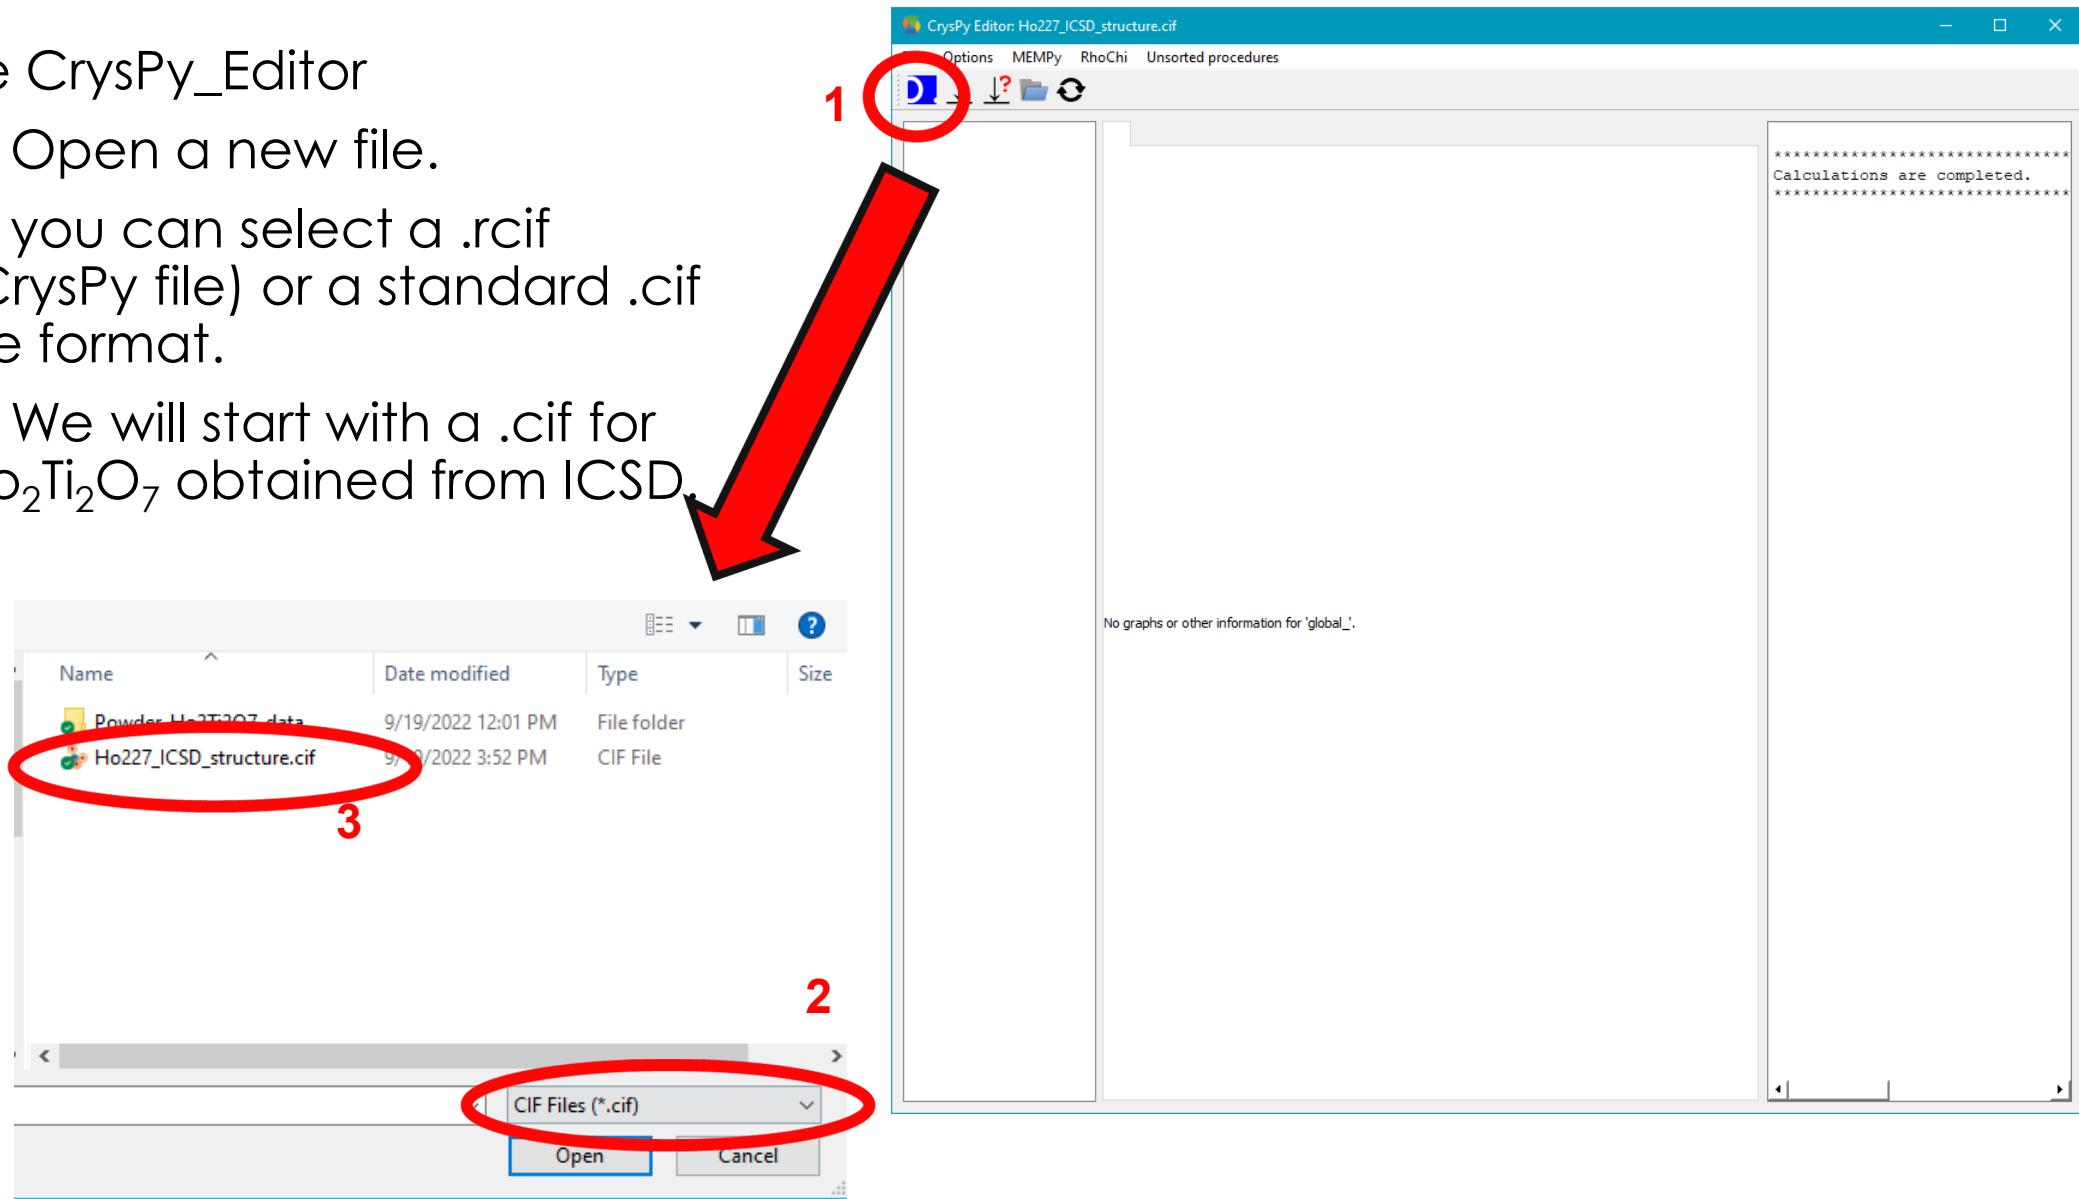 e CrysPy_Editor
Open a new file.
you can select a .rcif
CrysPy file) or a standard .cif
e format.
We will start with a .cif for
o₂Ti₂O₇ obtained from ICSD.
1
CrysPy Editor: Ho227_ICSD_structure.cif
Options MEMPy RhoChi Unsorted procedures
?
*******************************
Calculations are completed.
*******************************
No graphs or other information for 'global_'.
Name Date modified Type Size
Powder_Ho2Ti2O7_data 9/19/2022 12:01 PM File folder
Ho227_ICSD_structure.cif 2022 3:52 PM CIF File
3
2
CIF Files (*.cif)
Open Cancel